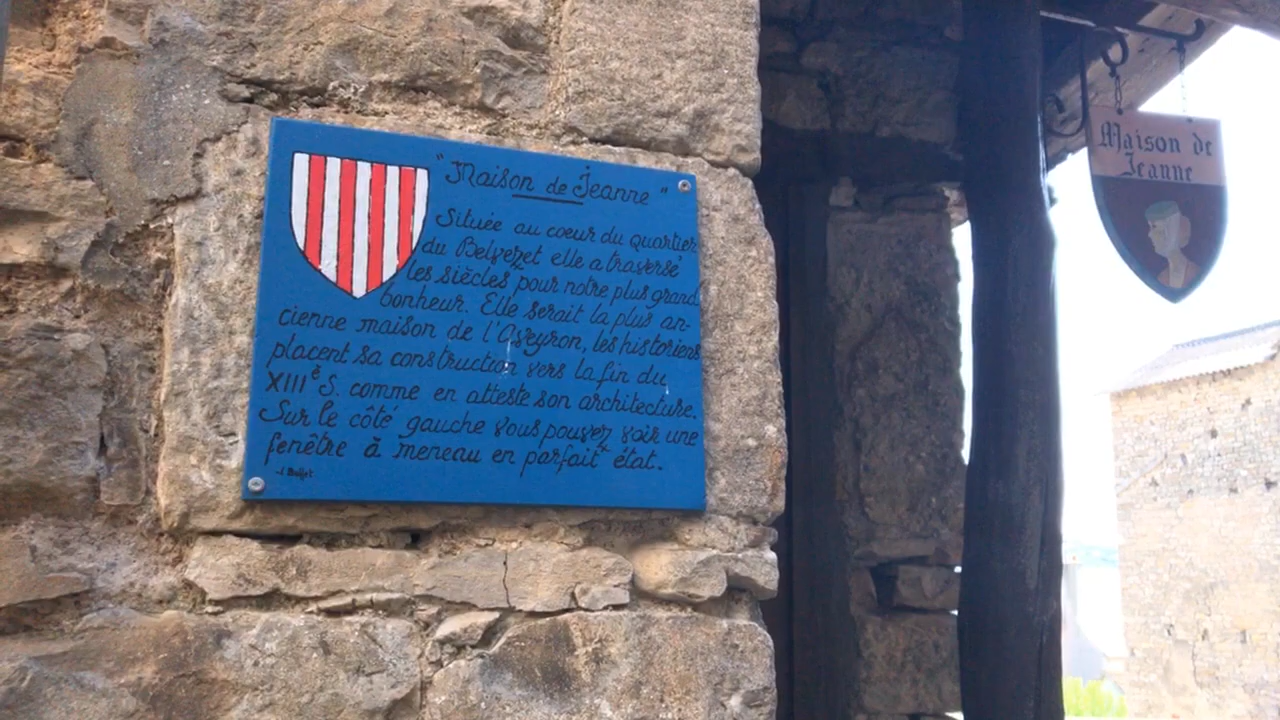 "Maison de Jeanne"
Située au coeur du quartier
du Belvezet elle a traversé
les siècles pour notre plus grand
bonheur. Elle serait la plus an-
cienne maison de l'Aveyron, les historiens
placent sa construction vers la fin du
XIIIè S. comme en atteste son architecture.
Sur le côté gauche vous pouvez voir une
fenêtre à meneau en parfait état.
Maison de
Jeanne